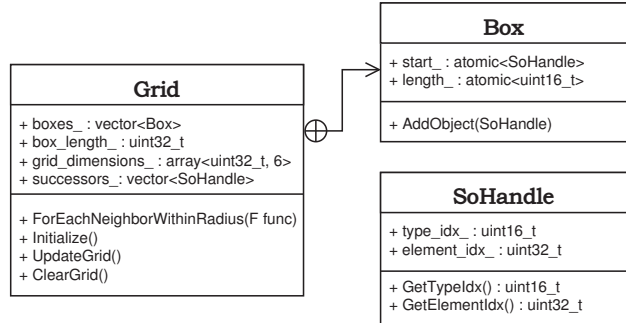 Grid
+ boxes_ : vector<Box>
+ box_length_ : uint32_t
+ grid_dimensions_ : array<uint32_t, 6>
+ successors_: vector<SoHandle>
+ ForEachNeighborWithinRadius(F func)
+ Initialize()
+ UpdateGrid()
+ ClearGrid()
Box
+ start_ : atomic<SoHandle>
+ length_ : atomic<uint16_t>
+ AddObject(SoHandle)
SoHandle
+ type_idx_ : uint16_t
+ element_idx_ : uint32_t
+ GetTypeIdx() : uint16_t
+ GetElementIdx() : uint32_t